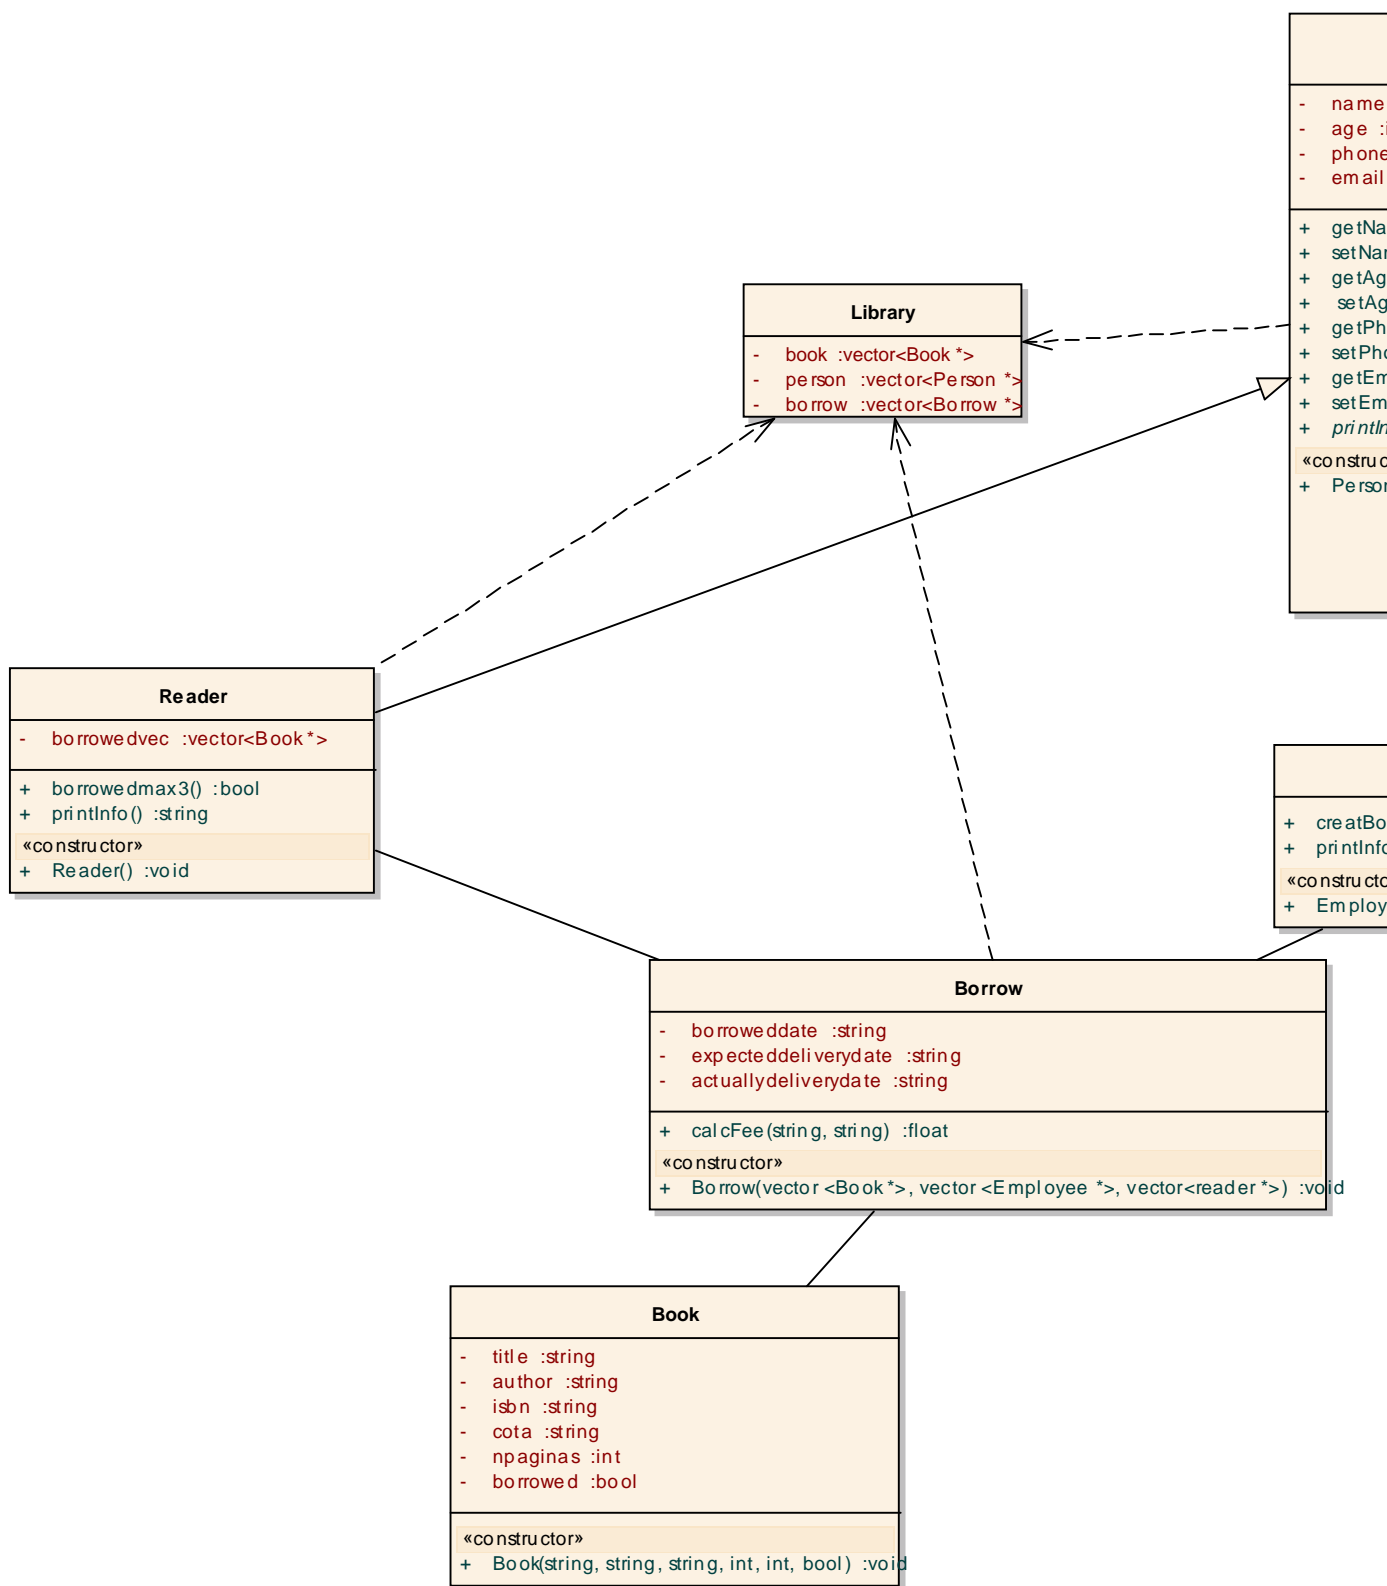 - name
- age :i
- phone
- email
+ getNa
+ setNa
+ getAg
+ setAg
+ getPh
+ setPho
+ getEm
+ setEm
+ printIn
«construc
+ Person
Library
- book :vector<Book *>
- person :vector<Person *>
- borrow :vector<Borrow *>
Reader
- borrowedvec :vector<Book *>
+ borrowedmax3() :bool
+ printInfo() :string
«constructor»
+ Reader() :void
+ creatBo
+ printInfo
«constructo
+ Employ
Borrow
- borroweddate :string
- expecteddeliverydate :string
- actuallydeliverydate :string
+ calcFee(string, string) :float
«constructor»
+ Borrow(vector <Book *>, vector <Employee *>, vector<reader *>) :void
Book
- title :string
- author :string
- isbn :string
- cota :string
- npaginas :int
- borrowed :bool
«constructor»
+ Book(string, string, string, int, int, bool) :void